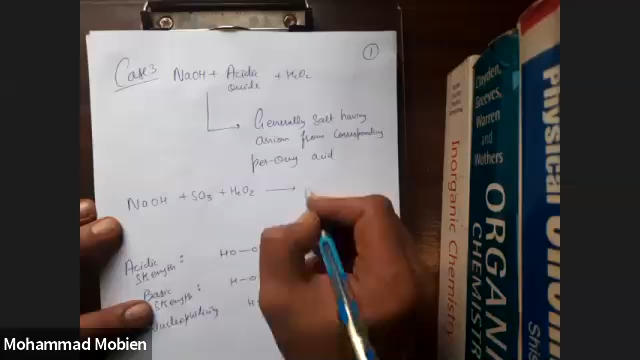 ①
Case 3 NaOH + Acidic + H₂O₂
oxide
Generally salt having
anion from corresponding
per-oxy acid
NaOH + SO₃ + H₂O₂ ⟶
Acidic
strength: HO-O
Basic
strength: H-O
Nucleophilicity H
Inorganic Chemistry
Clayden, Greeves,
Warren and
Wothers
ORGANIC
CHEMISTRY
Physical
Mohammad Mobien